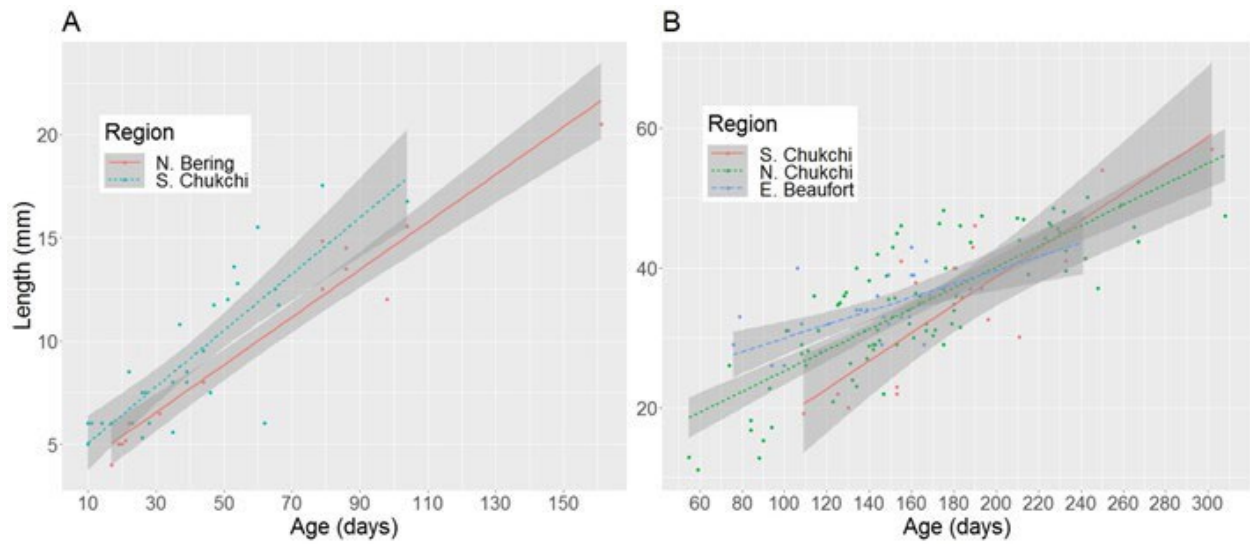 A
Length (mm)
20
15
10
5
Region
N. Bering
S. Chukchi
10 30 50 70 90 110 130 150
Age (days)
B
60
40
20
Region
S. Chukchi
N. Chukchi
E. Beaufort
60 80 100 120 140 160 180 200 220 240 260 280 300
Age (days)